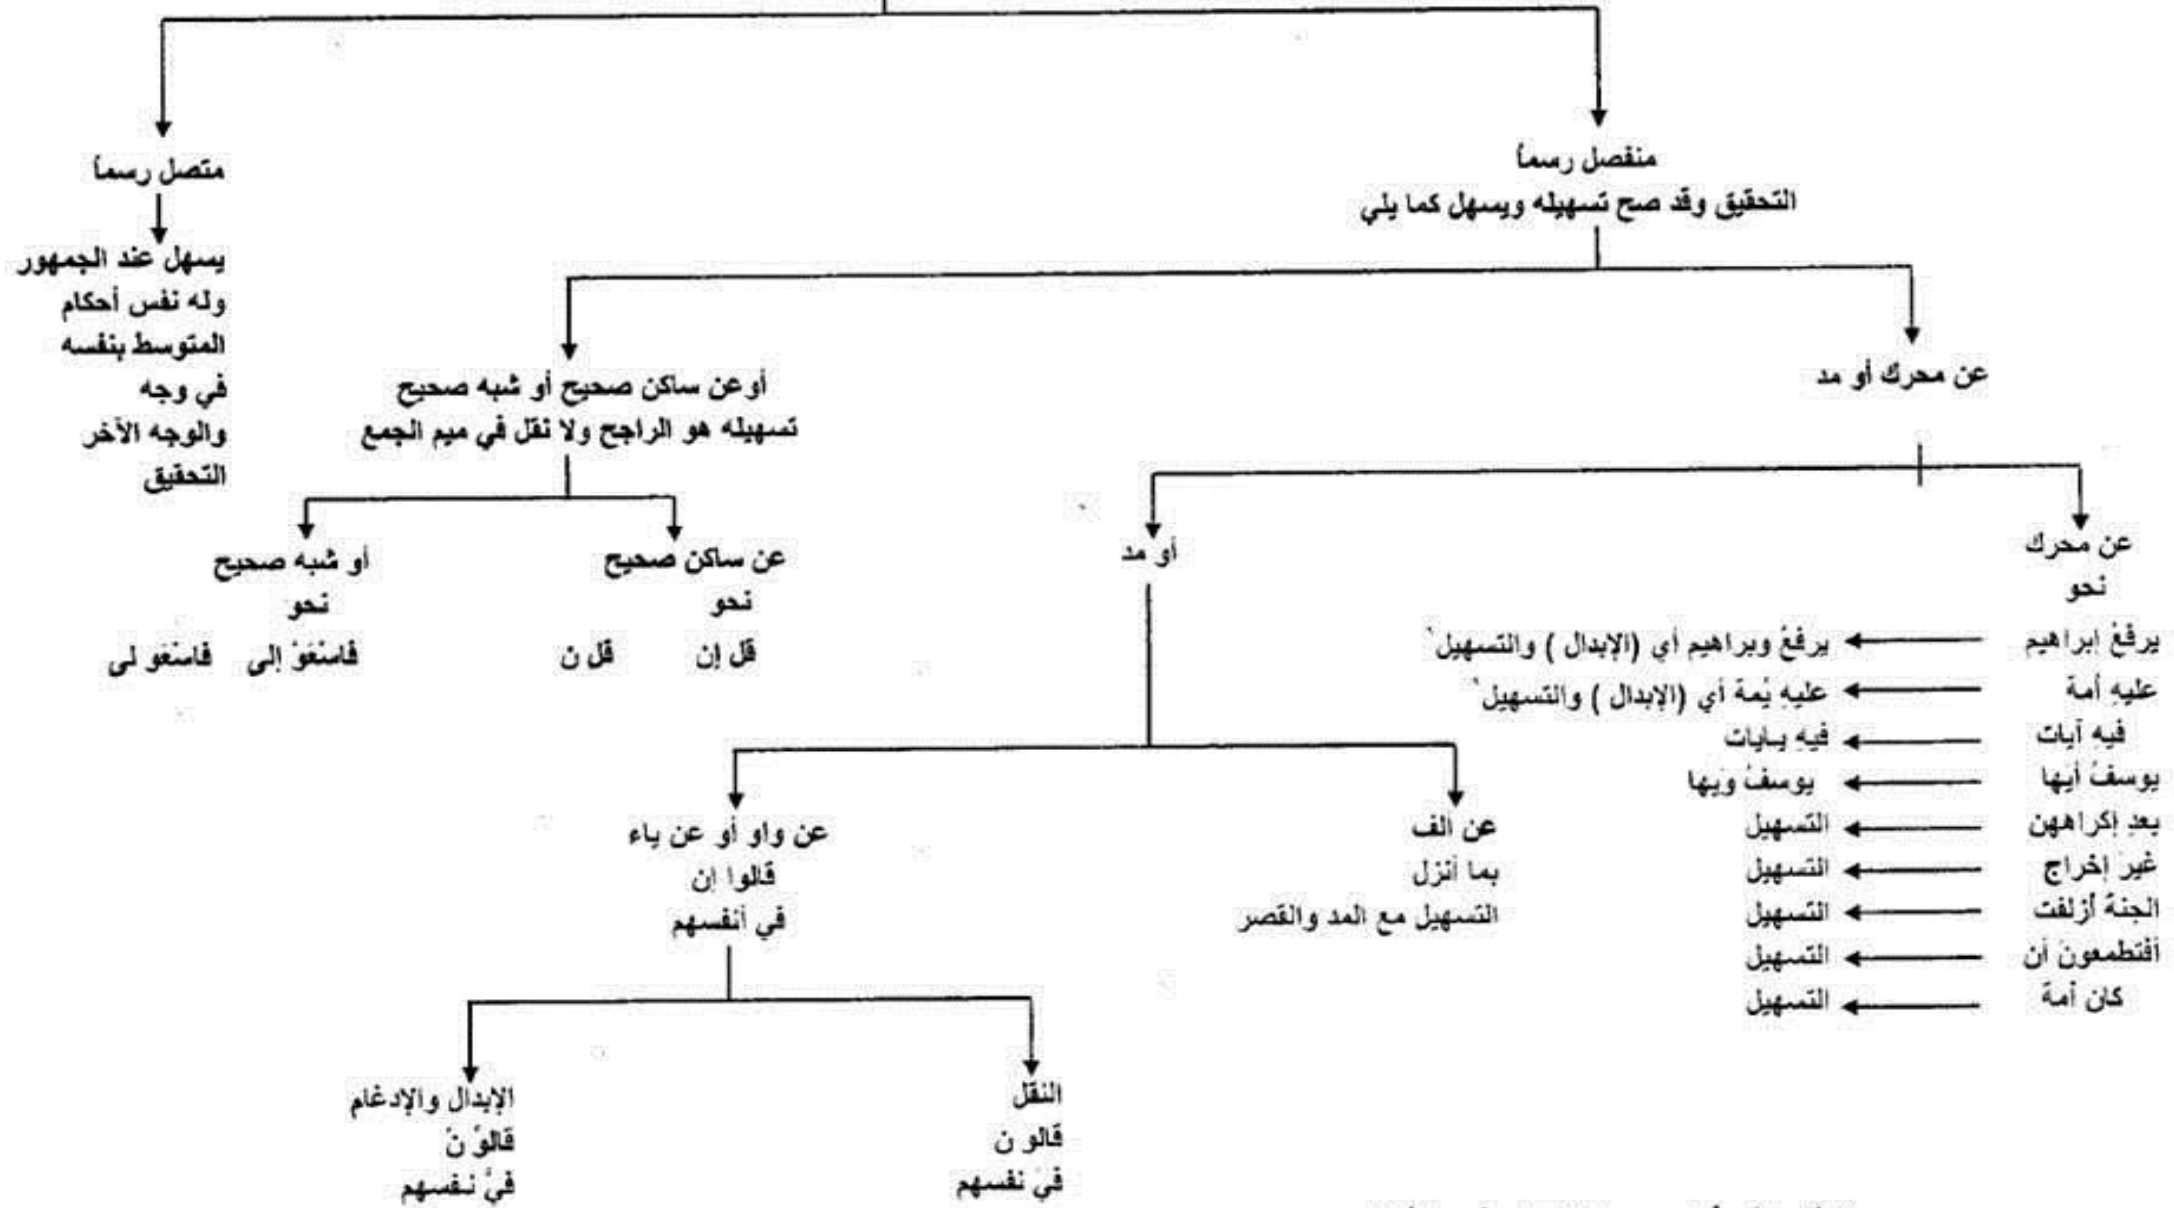 منفصل رسماً
التحقيق وقد صح تسهيله ويسهل كما يلي
متصل رسماً
يسهل عند الجمهور
وله نفس أحكام
المتوسط بنفسه
في وجه
والوجه الآخر
التحقيق
عن محرك أو مد
أو عن ساكن صحيح أو شبه صحيح
تسهيله هو الراجح ولا نقل في ميم الجمع
عن محرك
نحو
يرفعُ ابراهيم يرفعُ وبراهيم أي (الإبدال ) والتسهيل
عليهِ أمة عليهِ يُمة أي (الإبدال ) والتسهيل
فيهِ آيات فيهِ يايات
يوسفُ أيها يوسفُ وَيها
بعدِ إكراههن التسهيل
غيرَ إخراج التسهيل
الجنةُ أزلفت التسهيل
أفتطمعونَ أن التسهيل
كان أمة التسهيل
أو مد
عن الف
بما أنزل
التسهيل مع المد والقصر
عن واو أو عن ياء
قالوا إن
في أنفسهم
النقل
قالو ن
فيَ نفسهم
الإبدال والإدغام
قالوّ نّ
فيَّ نفسهم
عن ساكن صحيح
نحو
قل إن قل ن
أو شبه صحيح
نحو
فاسْعَوْ إلى فاسْعَو لى